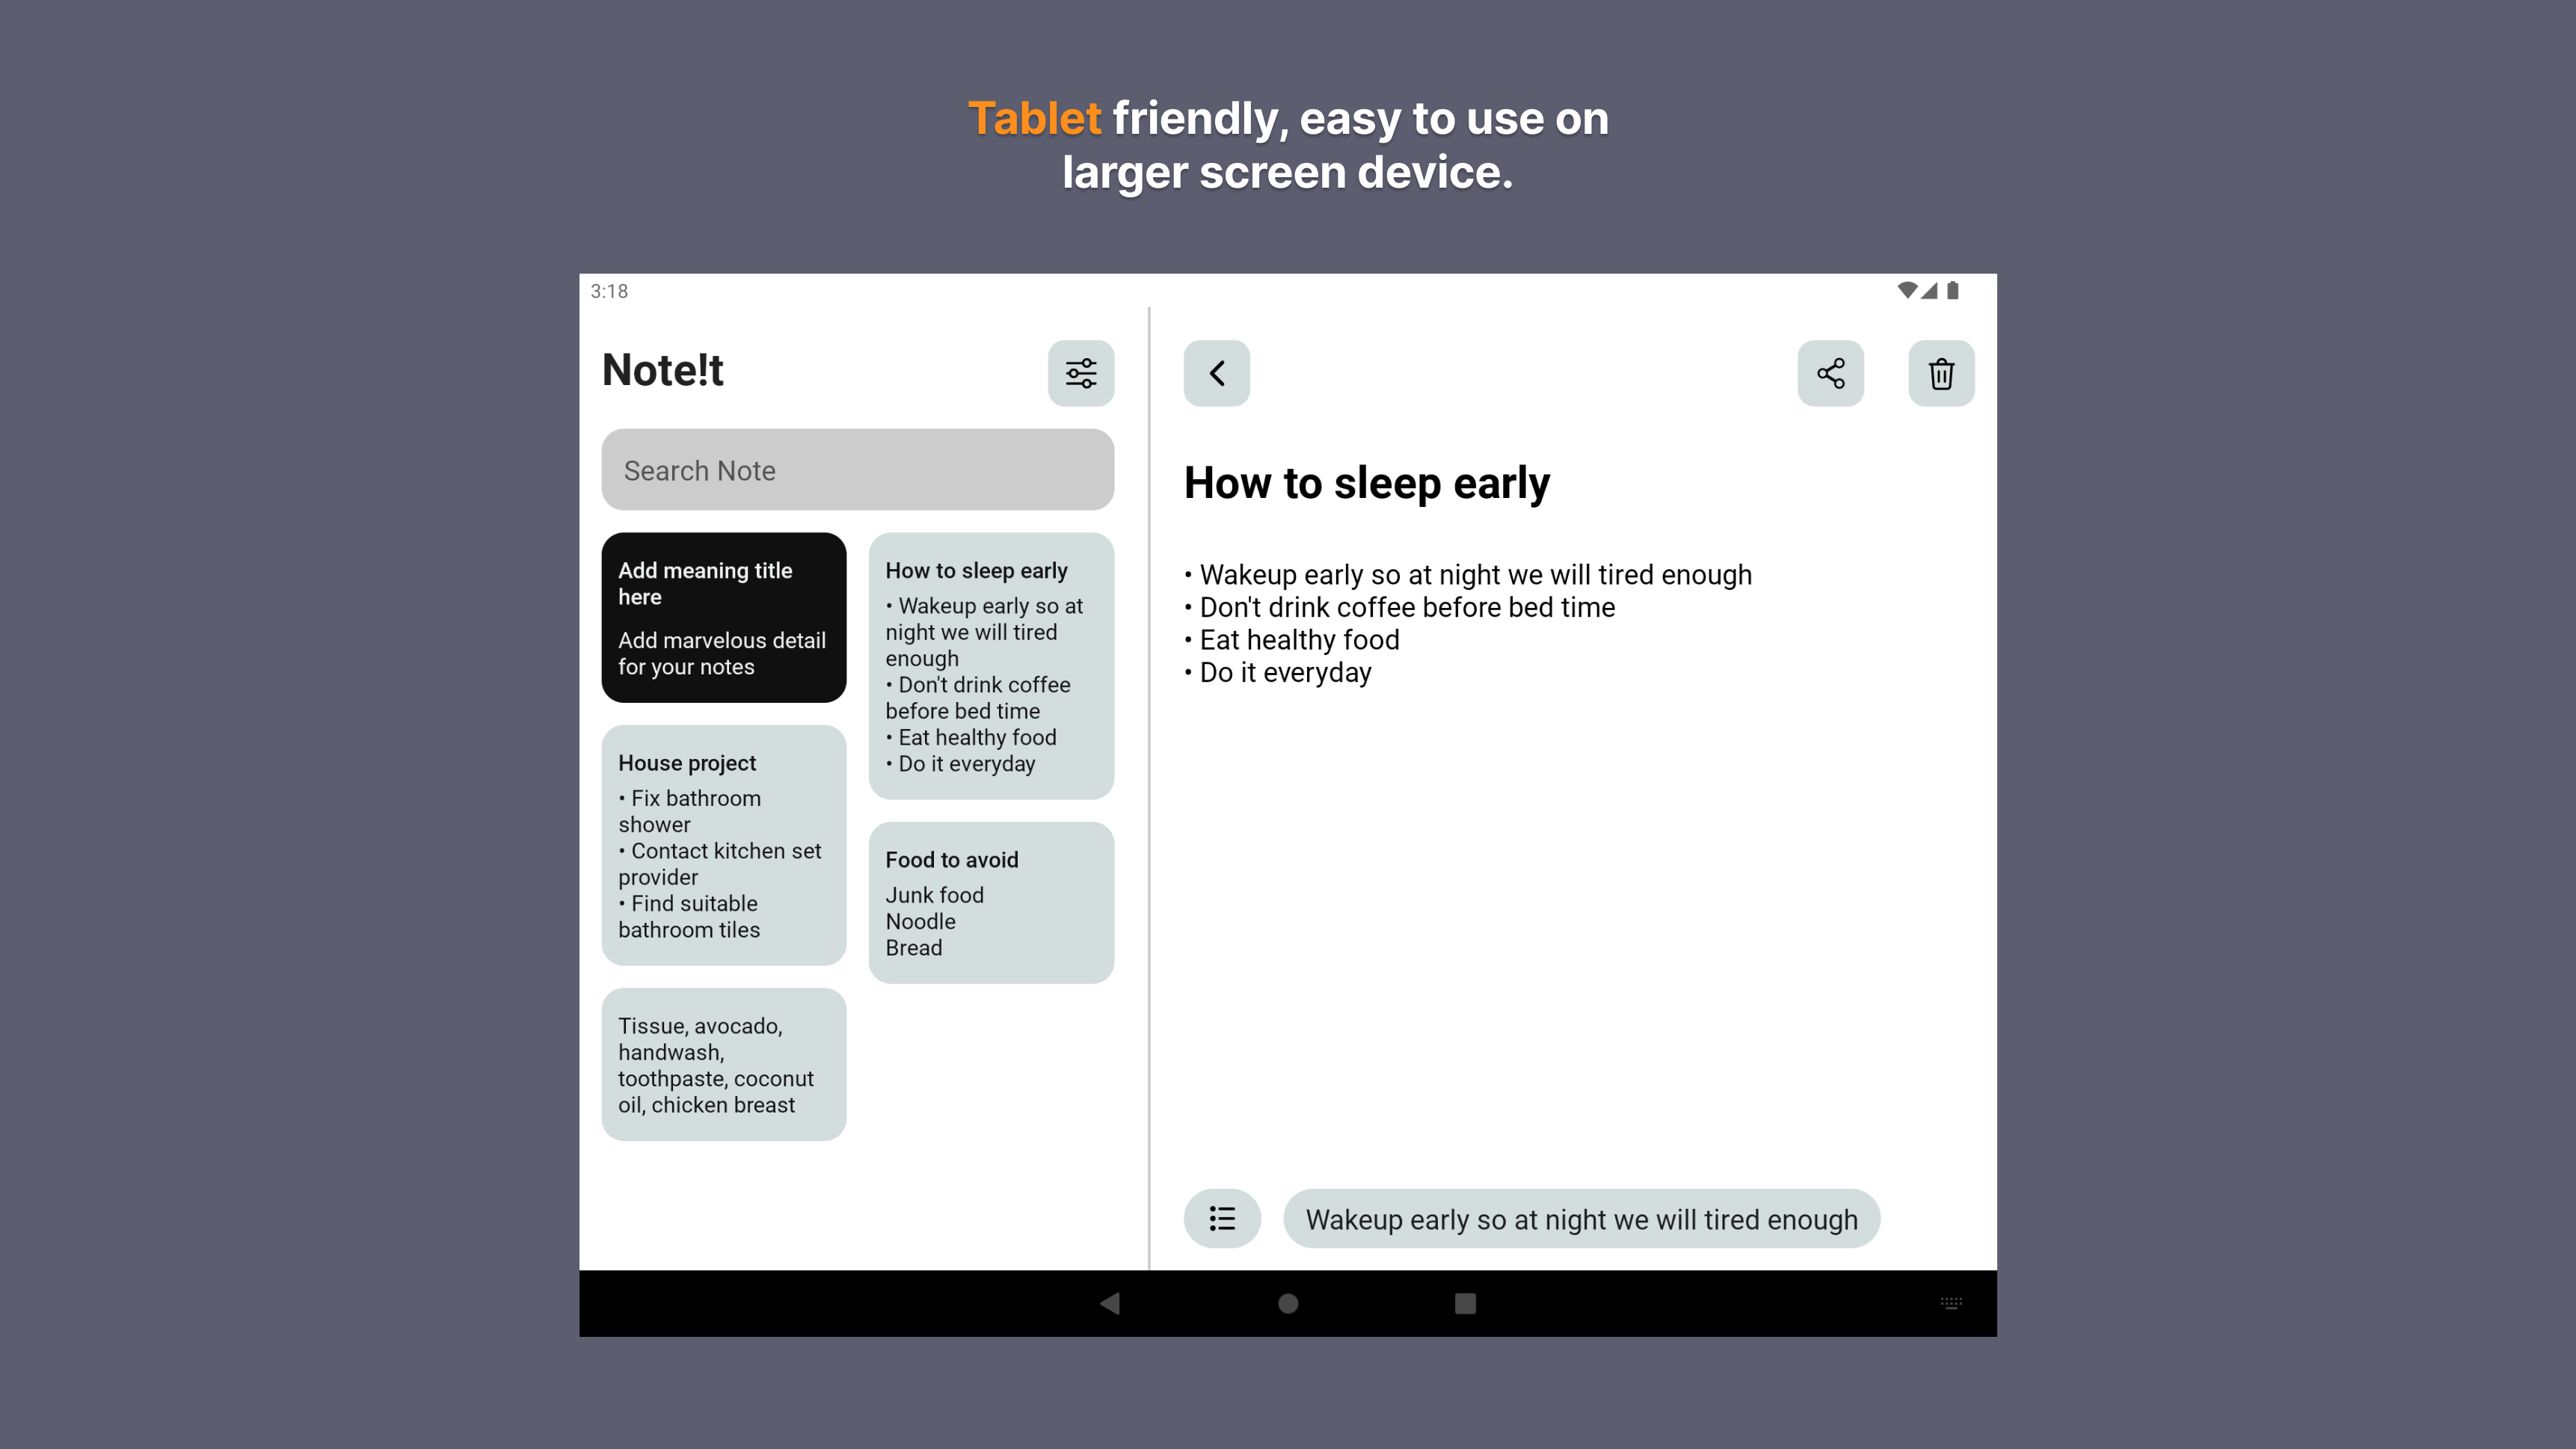 Tablet friendly, easy to use on
larger screen device.
3:18
Note!t
Search Note
Add meaning title
here
Add marvelous detail
for your notes
House project
• Fix bathroom
shower
• Contact kitchen set
provider
• Find suitable
bathroom tiles
Tissue, avocado,
handwash,
toothpaste, coconut
oil, chicken breast
How to sleep early
• Wakeup early so at
night we will tired
enough
• Don't drink coffee
before bed time
• Eat healthy food
• Do it everyday
Food to avoid
Junk food
Noodle
Bread
How to sleep early
• Wakeup early so at night we will tired enough
• Don't drink coffee before bed time
• Eat healthy food
• Do it everyday
Wakeup early so at night we will tired enough